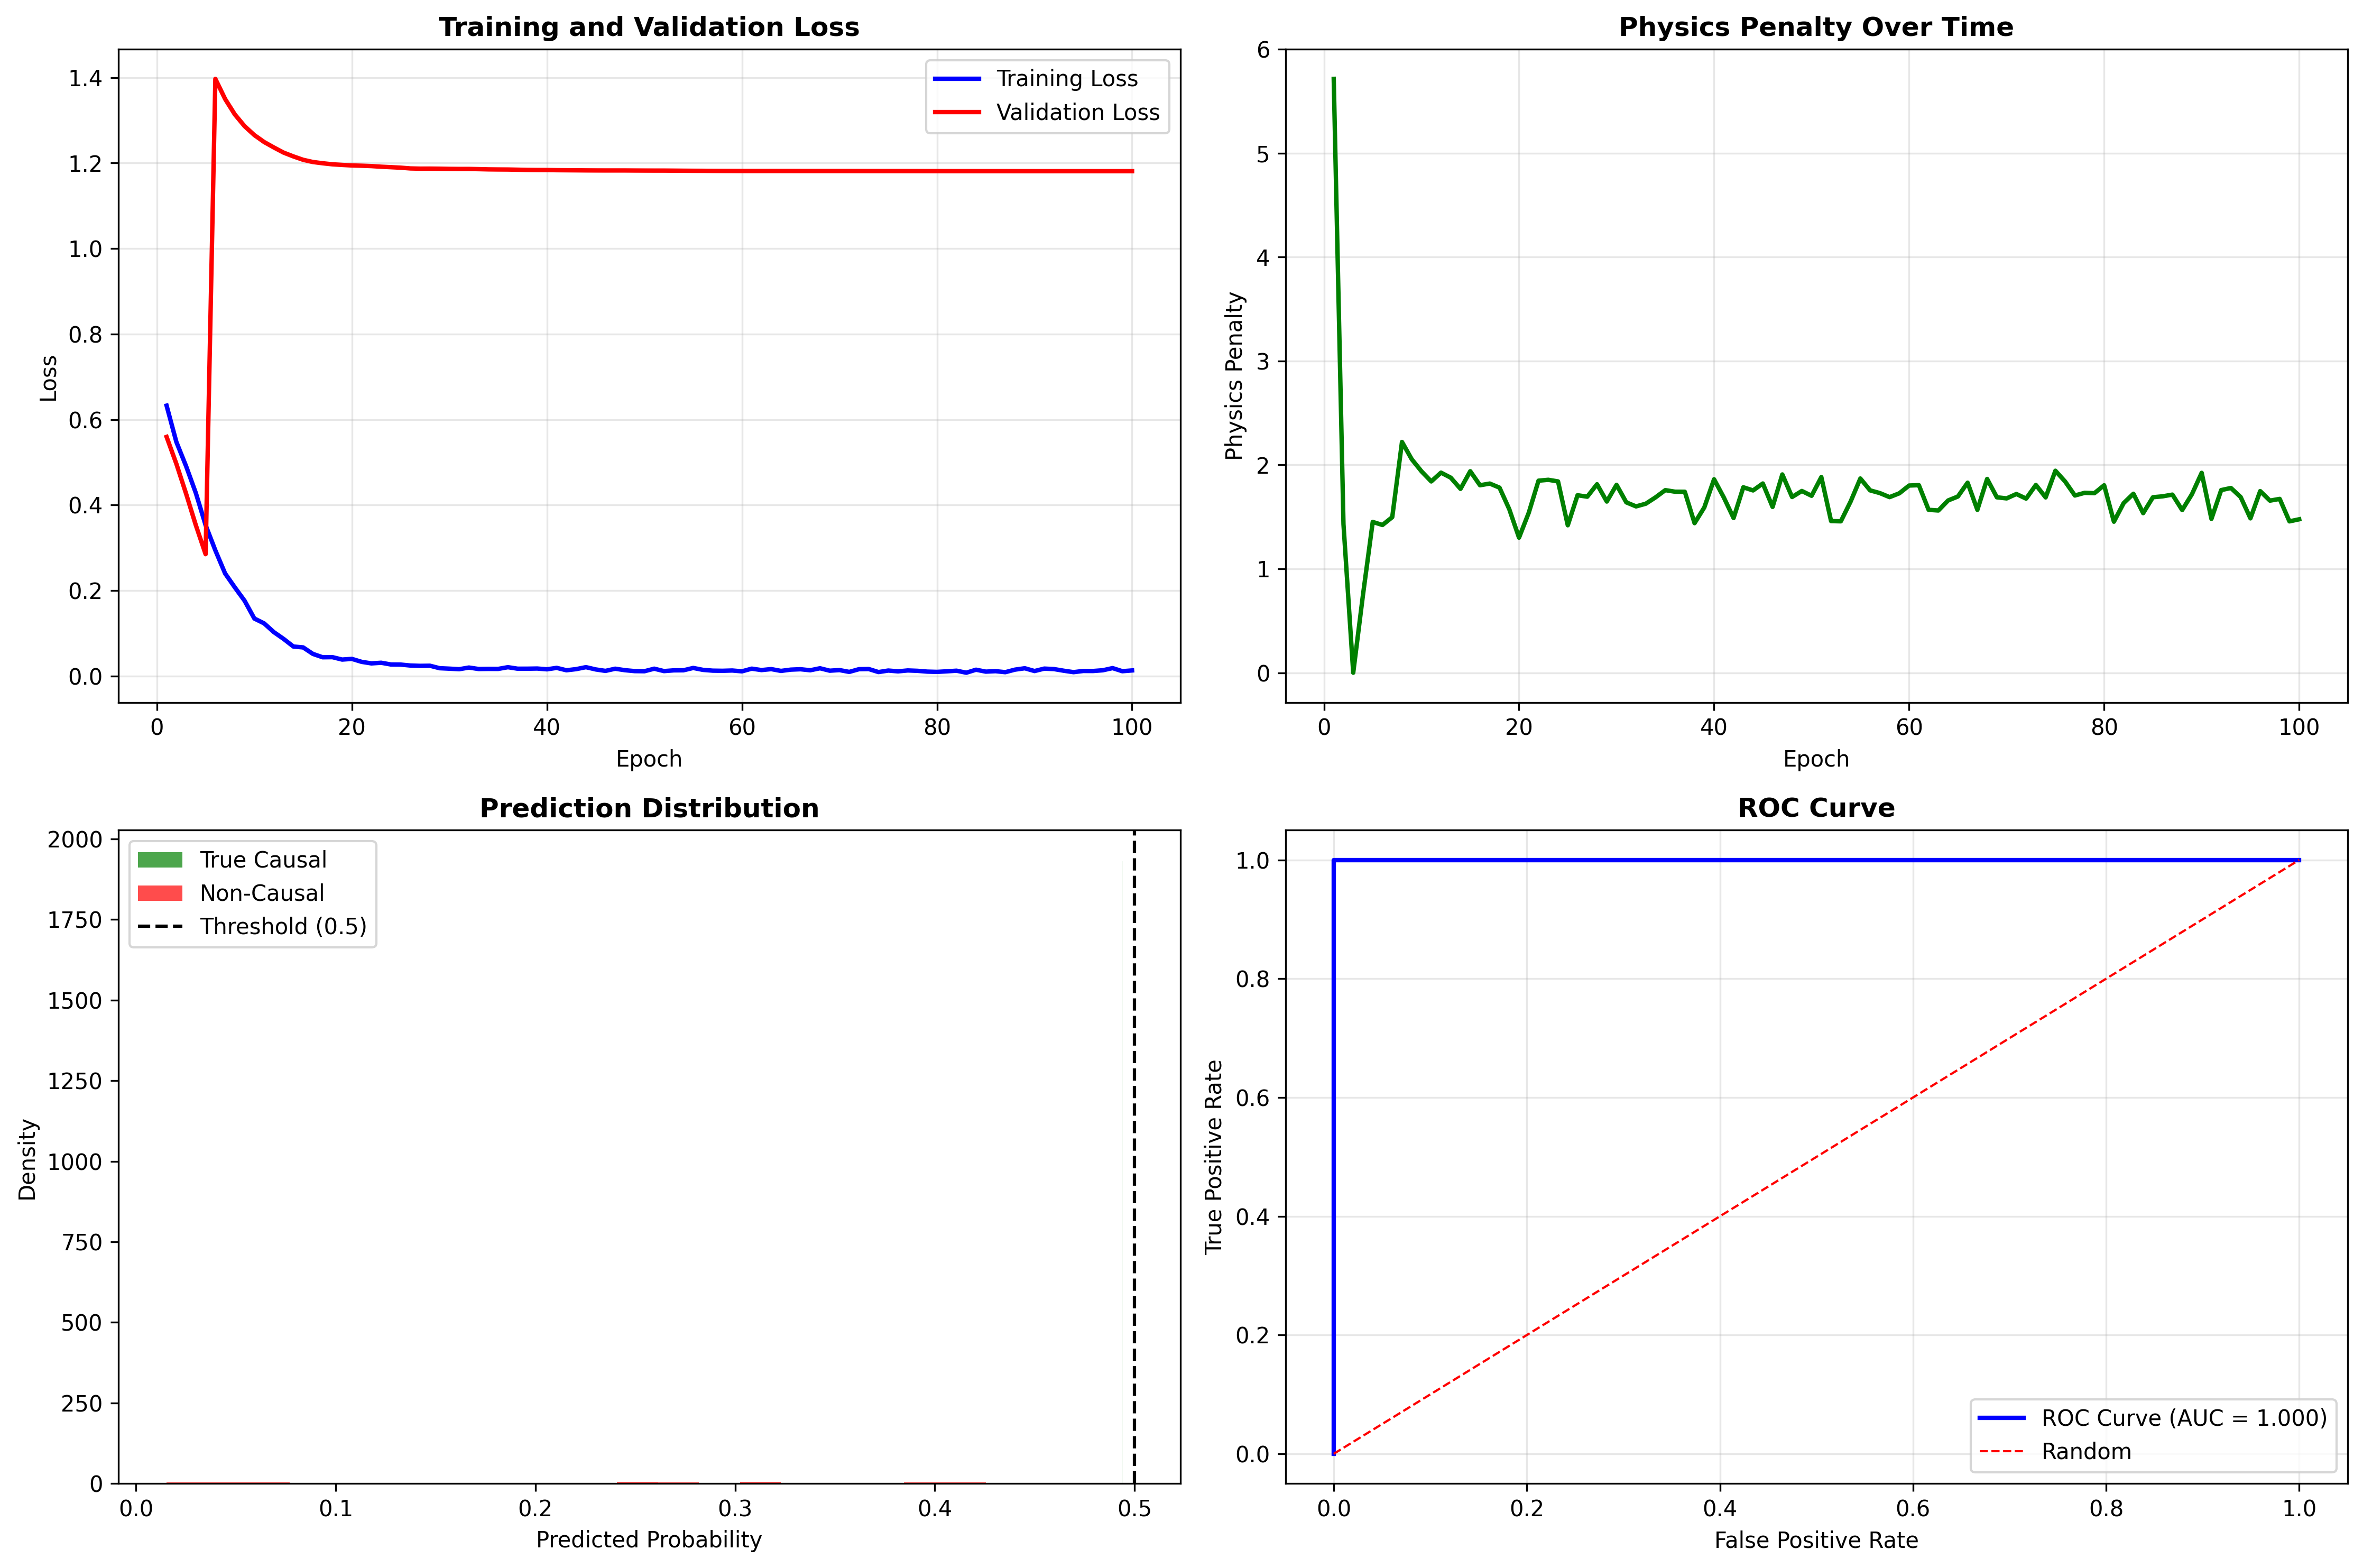 Training and Validation Loss
1.4
1.2
1.0
0.8
0.6
0.4
0.2
0.0
Loss
Training Loss
Validation Loss
0 20 40 60 80 100
Epoch
Physics Penalty Over Time
6
5
4
3
2
1
0
Physics Penalty
0 20 40 60 80 100
Epoch
Prediction Distribution
2000
1750
1500
1250
1000
750
500
250
0
Density
True Causal
Non-Causal
Threshold (0.5)
0.0 0.1 0.2 0.3 0.4 0.5
Predicted Probability
ROC Curve
1.0
0.8
0.6
0.4
0.2
0.0
True Positive Rate
ROC Curve (AUC = 1.000)
Random
0.0 0.2 0.4 0.6 0.8 1.0
False Positive Rate